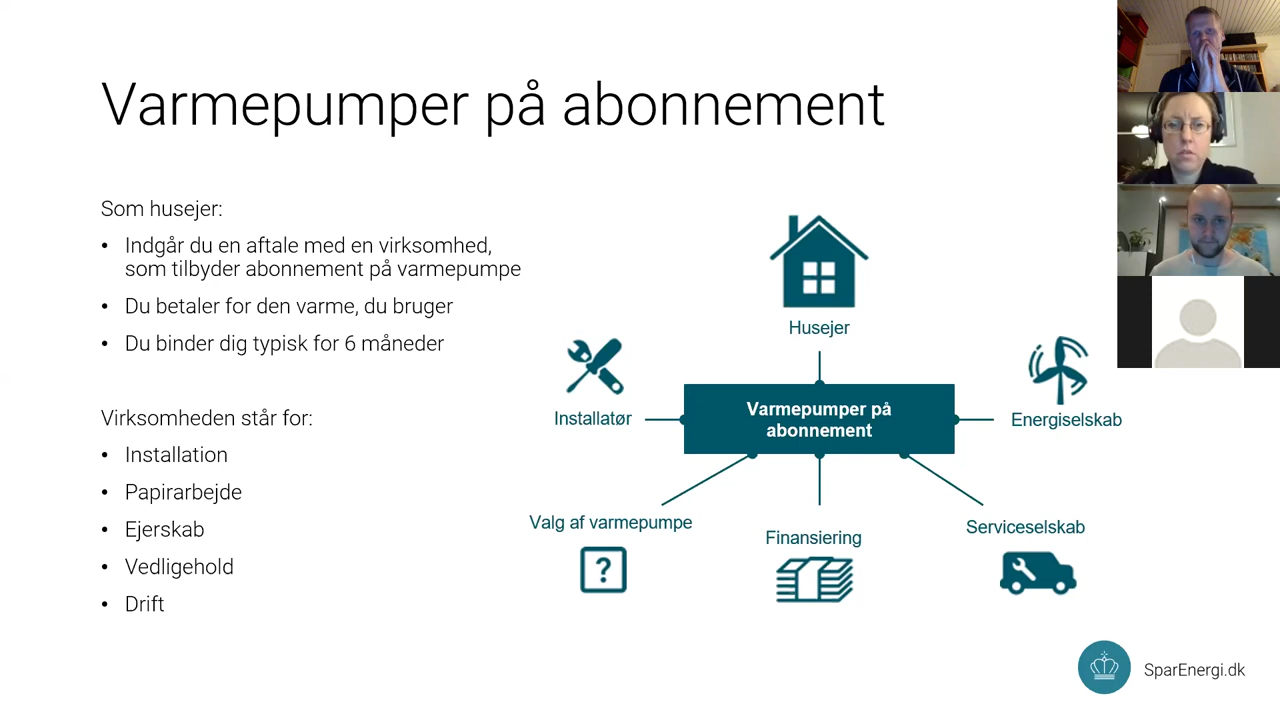 Varmepumper på abonnement
Som husejer:
• Indgår du en aftale med en virksomhed,
som tilbyder abonnement på varmepumpe
• Du betaler for den varme, du bruger
• Du binder dig typisk for 6 måneder
Virksomheden står for:
• Installation
• Papirarbejde
• Ejerskab
• Vedligehold
• Drift
Husejer
Installatør
Varmepumper på
abonnement
Energiselskab
Valg af varmepumpe
?
Finansiering
Serviceselskab
SparEnergi.dk